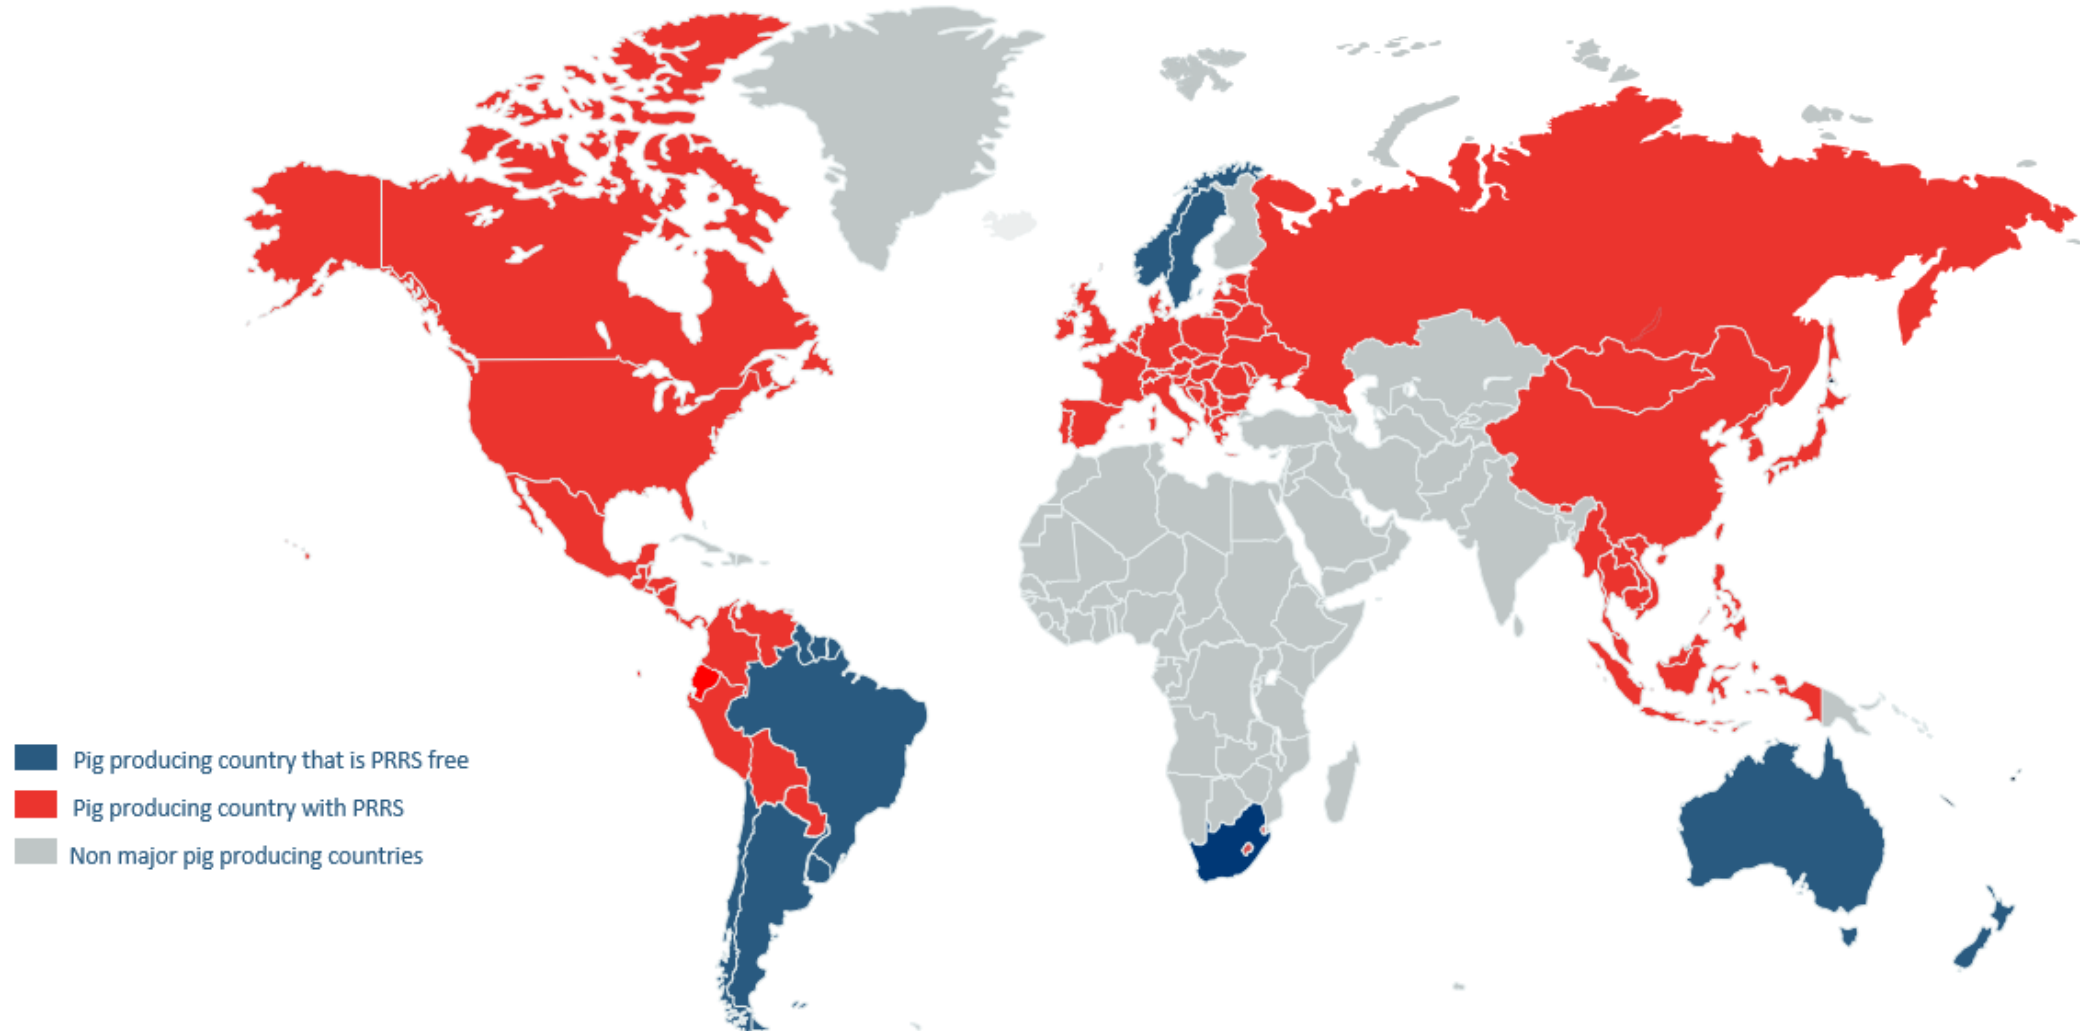 Pig producing country that is PRRS free
Pig producing country with PRRS
Non major pig producing countries